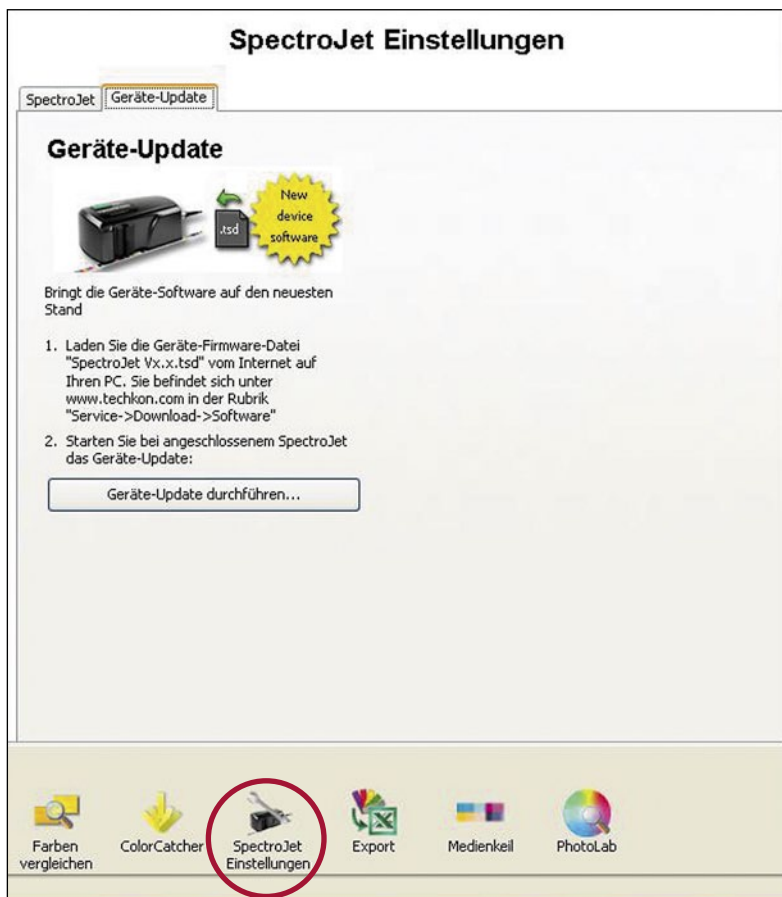 SpectroJet Einstellungen
SpectroJet
Geräte-Update
Geräte-Update
.tsd
New
device
software
Bringt die Geräte-Software auf den neuesten
Stand
1. Laden Sie die Geräte-Firmware-Datei
"SpectroJet Vx.x.tsd" vom Internet auf
Ihren PC. Sie befindet sich unter
www.techkon.com in der Rubrik
"Service->Download->Software"
2. Starten Sie bei angeschlossenem SpectroJet
das Geräte-Update:
Geräte-Update durchführen...
Farben
vergleichen
ColorCatcher
SpectroJet
Einstellungen
Export
Medienkeil
PhotoLab